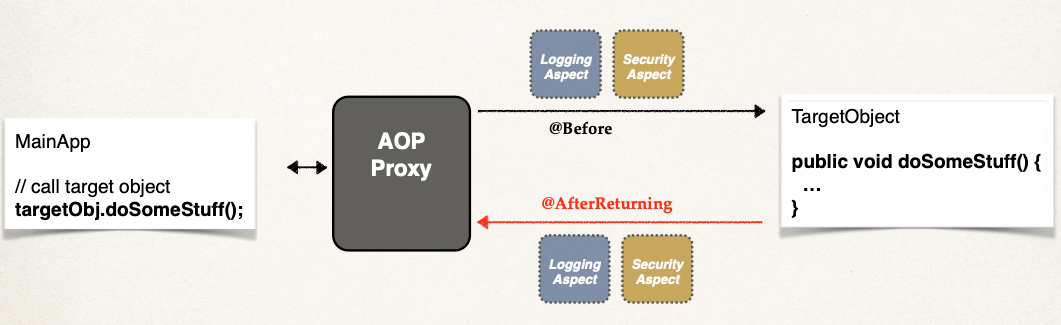 Logging
Aspect
Security
Aspect
@Before
MainApp
// call target object
targetObj.doSomeStuff();
AOP
Proxy
TargetObject
public void doSomeStuff() {
...
}
@AfterReturning
Logging
Aspect
Security
Aspect